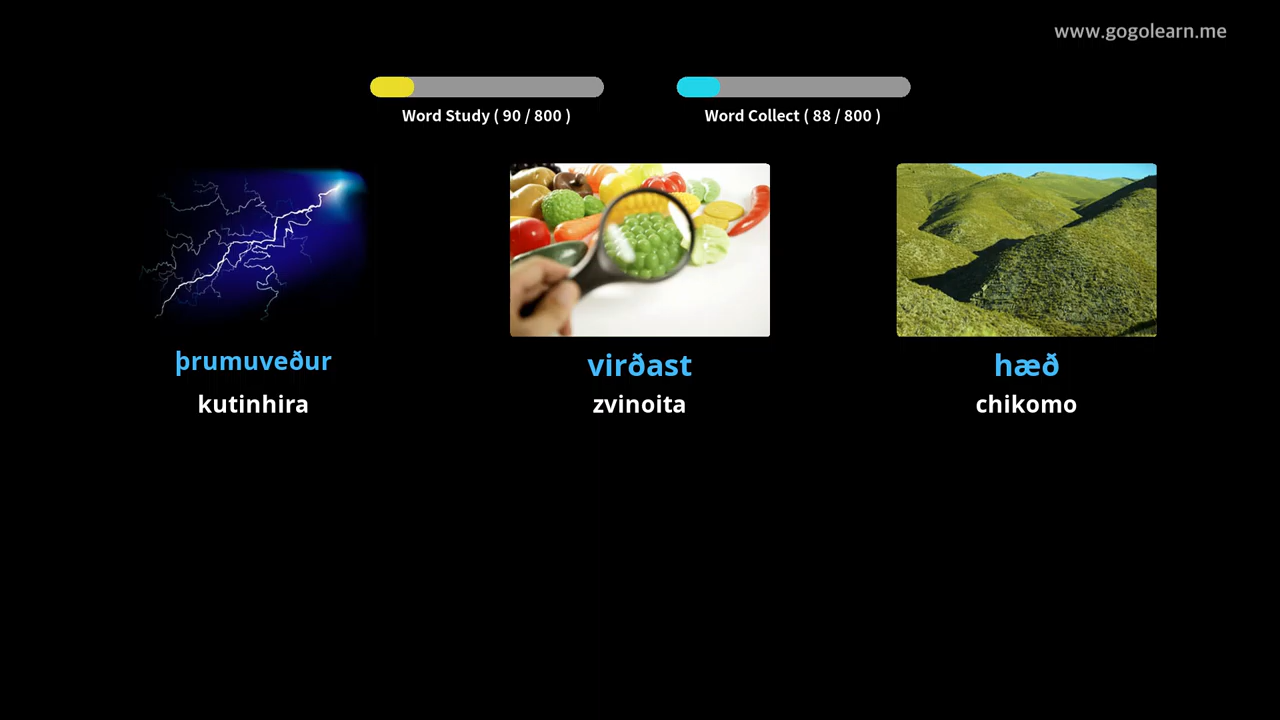 www.gogolearn.me
Word Study ( 90 / 800 )
Word Collect ( 88 / 800 )
þrumuveður
virðast
hæð
kutinhira
zvinoita
chikomo